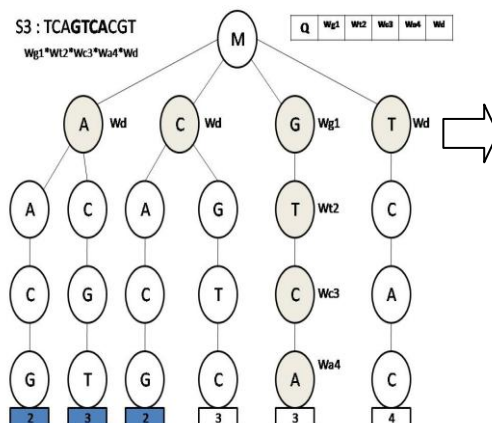 S3 : TCAGTCACGT
Wg1*Wt2*Wc3*Wa4*Wd
Q Wg1 Wt2 Wc3 Wa4 Wd
M
A Wd C Wd G Wg1 T Wd
A C A G T Wt2 C
C G C T C Wc3 A
G T G C A Wa4 C
2 3 2 3 3 4